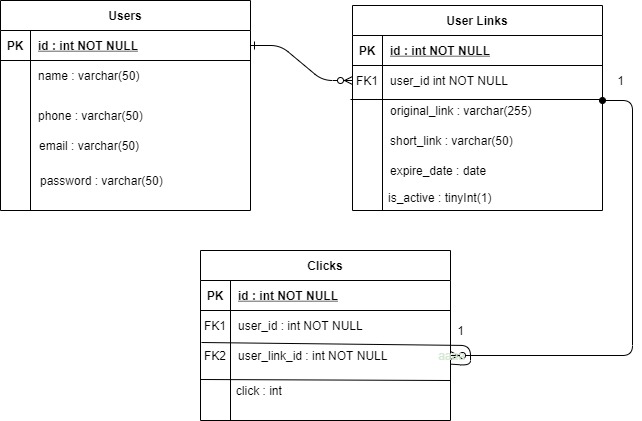 Users
PK id : int NOT NULL
name : varchar(50)
phone : varchar(50)
email : varchar(50)
password : varchar(50)
User Links
PK id : int NOT NULL
FK1 user_id int NOT NULL
original_link : varchar(255)
short_link : varchar(50)
expire_date : date
is_active : tinyInt(1)
1
Clicks
PK id : int NOT NULL
FK1 user_id : int NOT NULL
FK2 user_link_id : int NOT NULL
click : int
1